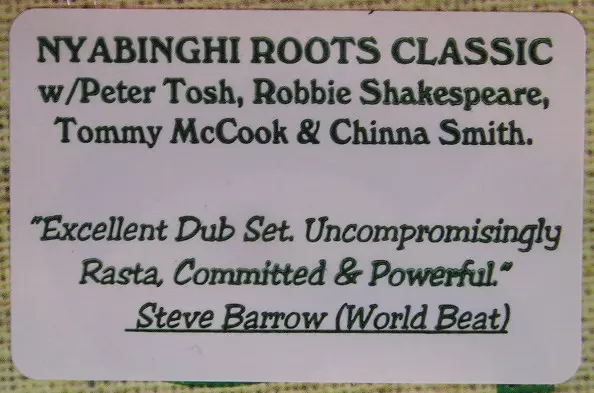 NYABINGHI ROOTS CLASSIC
w/Peter Tosh, Robbie Shakespeare,
Tommy McCook & Chinna Smith.
"Excellent Dub Set. Uncompromisingly
Rasta, Committed & Powerful."
Steve Barrow (World Beat)